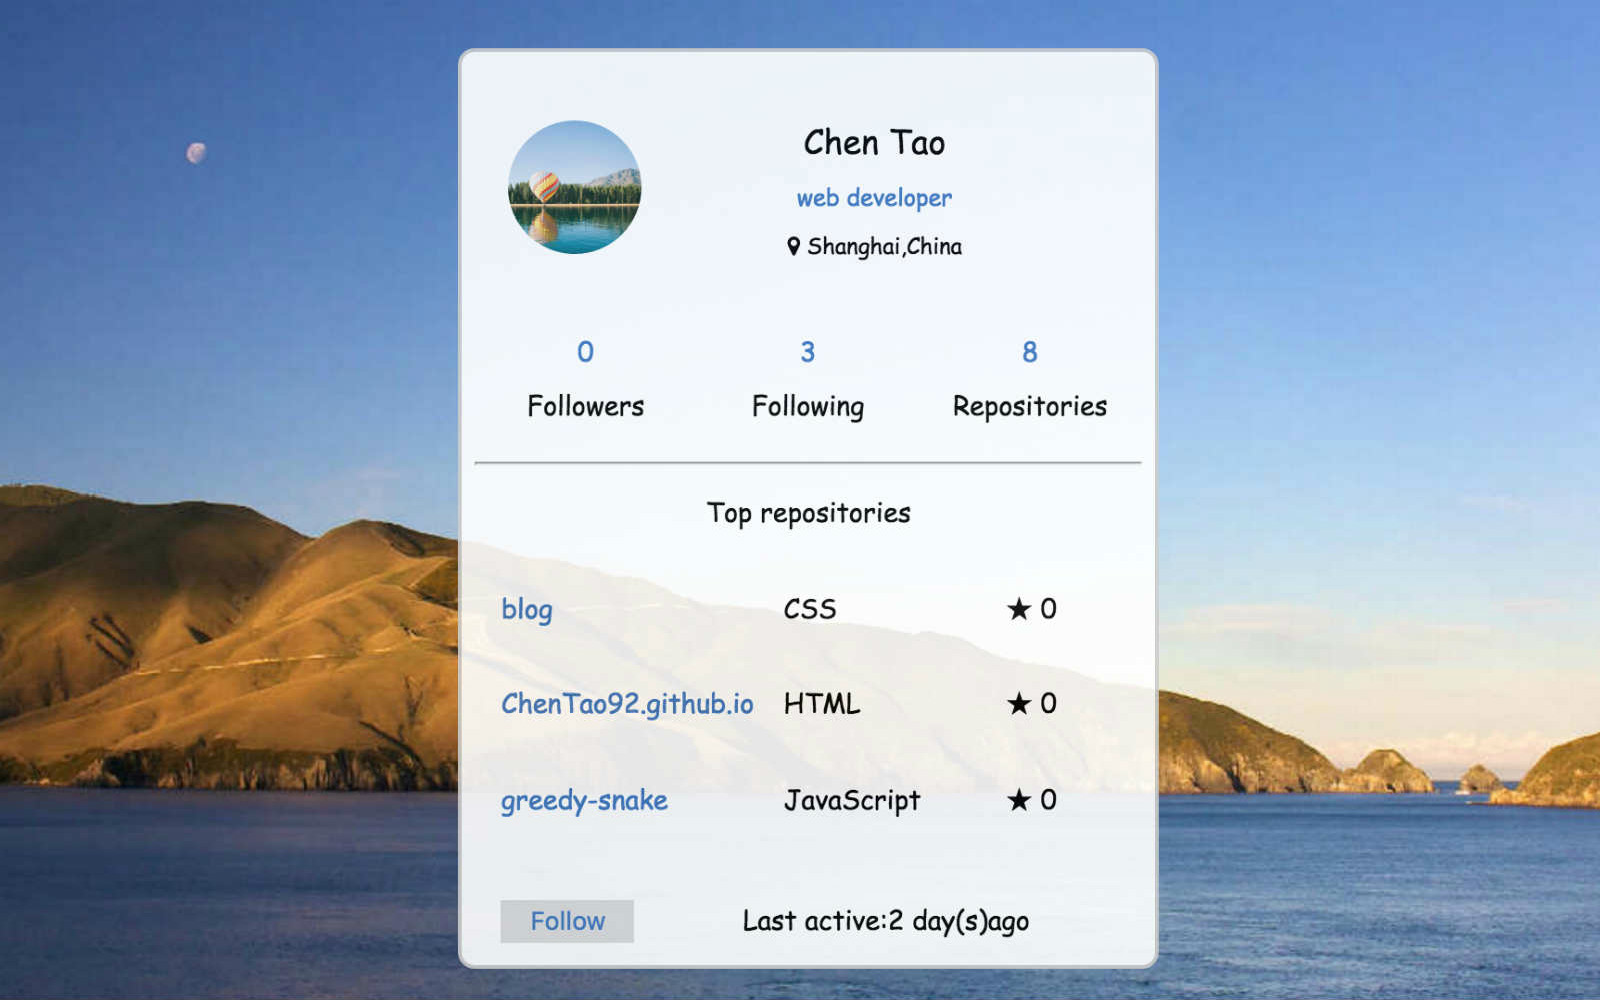 Chen Tao
web developer
Shanghai,China
0 3 8
Followers Following Repositories
Top repositories
blog CSS ★ 0
ChenTao92.github.io HTML ★ 0
greedy-snake JavaScript ★ 0
Follow Last active:2 day(s)ago